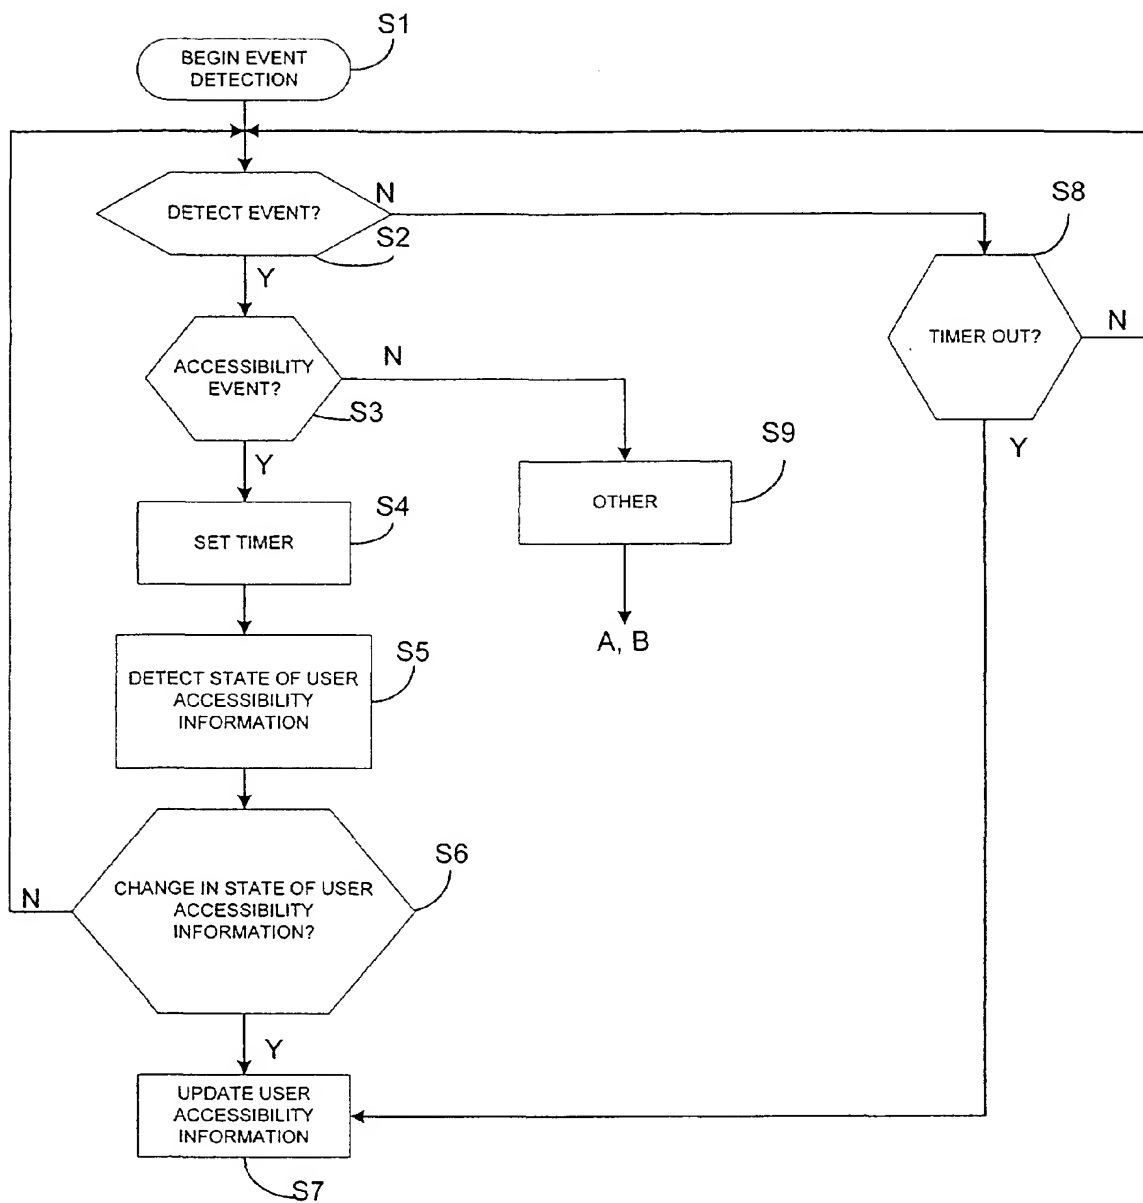 S1
BEGIN EVENT
DETECTION
DETECT EVENT?
N
S2
Y
S8
TIMER OUT?
N
Y
ACCESSIBILITY
EVENT?
N
S3
Y
S9
OTHER
A, B
S4
SET TIMER
S5
DETECT STATE OF USER
ACCESSIBILITY
INFORMATION
S6
CHANGE IN STATE OF USER
ACCESSIBILITY
INFORMATION?
N
Y
UPDATE USER
ACCESSIBILITY
INFORMATION
S7